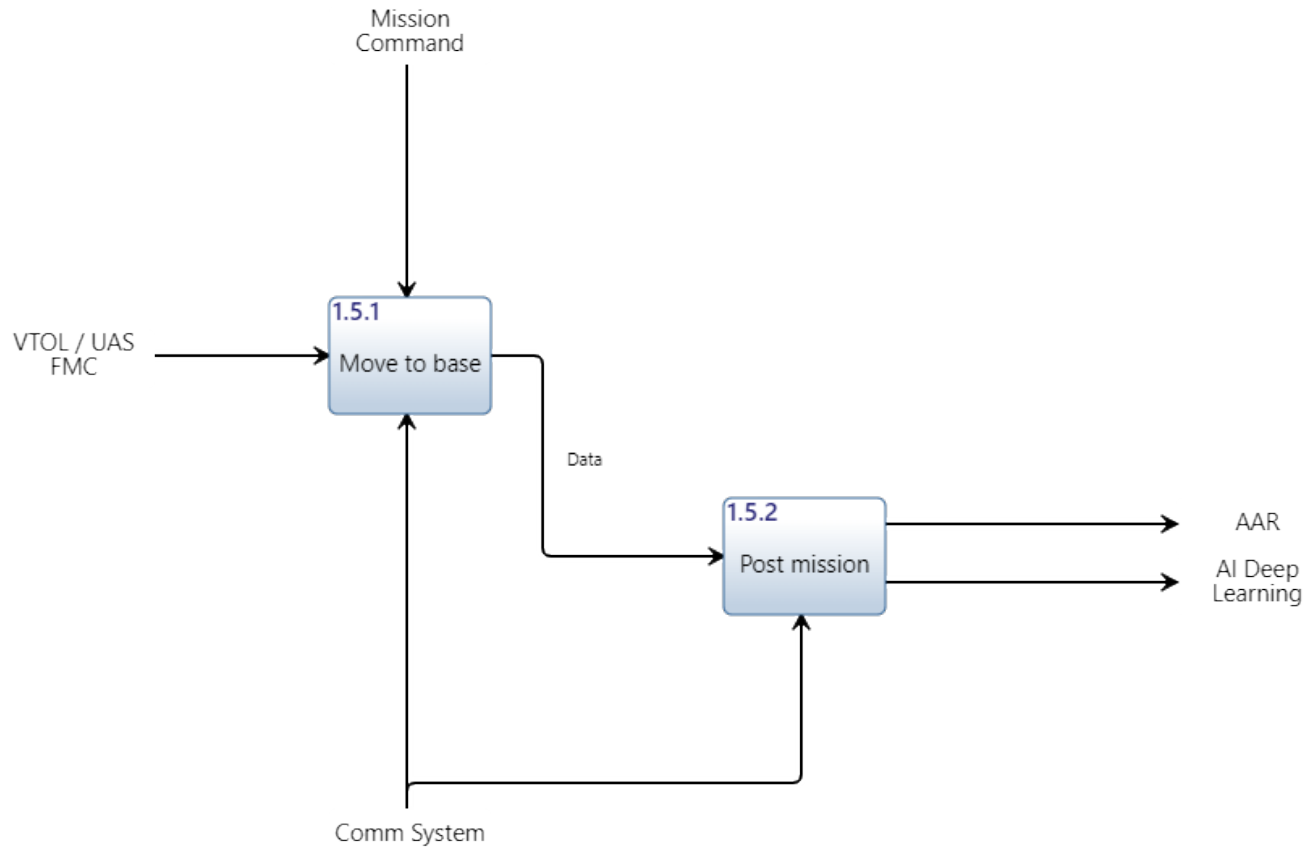 Mission
Command
1.5.1
VTOL / UAS
FMC
Move to base
Data
1.5.2
Post mission
AAR
AI Deep
Learning
Comm System